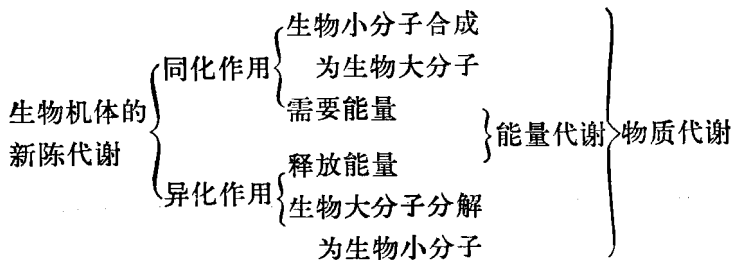 生物小分子合成
同化作用
为生物大分子
生物机体的
需要能量
能量代谢
物质代谢
新陈代谢
释放能量
异化作用
生物大分子分解
为生物小分子